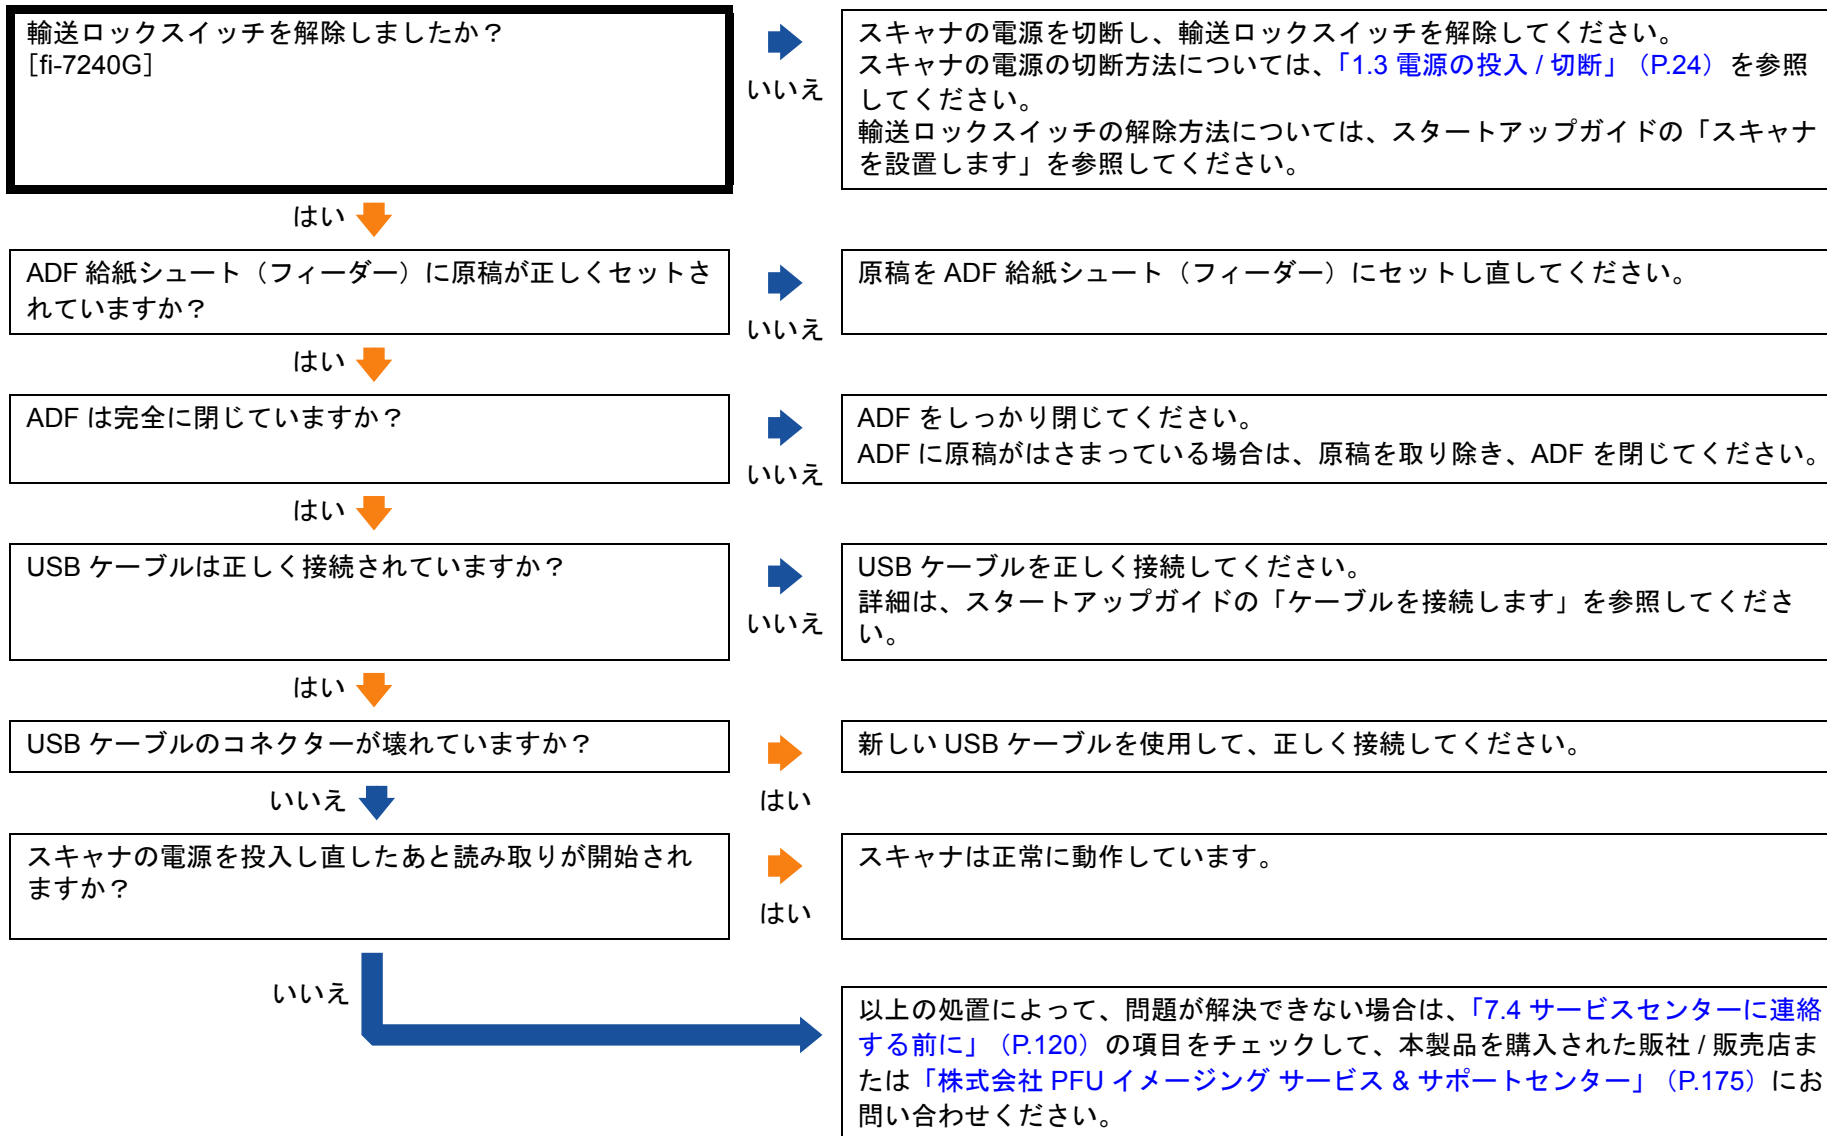 輸送ロックスイッチを解除しましたか？
［fi-7240G］
いいえ
スキャナの電源を切断し、輸送ロックスイッチを解除してください。
スキャナの電源の切断方法については、「1.3 電源の投入 / 切断」（P.24）を参照
してください。
輸送ロックスイッチの解除方法については、スタートアップガイドの「スキャナ
を設置します」を参照してください。
はい
ADF 給紙シュート（フィーダー）に原稿が正しくセットさ
れていますか？
いいえ
原稿を ADF 給紙シュート（フィーダー）にセットし直してください。
はい
ADF は完全に閉じていますか？
いいえ
ADF をしっかり閉じてください。
ADF に原稿がはさまっている場合は、原稿を取り除き、ADF を閉じてください。
はい
USB ケーブルは正しく接続されていますか？
いいえ
USB ケーブルを正しく接続してください。
詳細は、スタートアップガイドの「ケーブルを接続します」を参照してくださ
い。
はい
USB ケーブルのコネクターが壊れていますか？
はい
新しい USB ケーブルを使用して、正しく接続してください。
いいえ
スキャナの電源を投入し直したあと読み取りが開始され
ますか？
はい
スキャナは正常に動作しています。
いいえ
以上の処置によって、問題が解決できない場合は、「7.4 サービスセンターに連絡
する前に」（P.120）の項目をチェックして、本製品を購入された販社 / 販売店ま
たは「株式会社 PFU イメージング サービス & サポートセンター」（P.175）にお
問い合わせください。